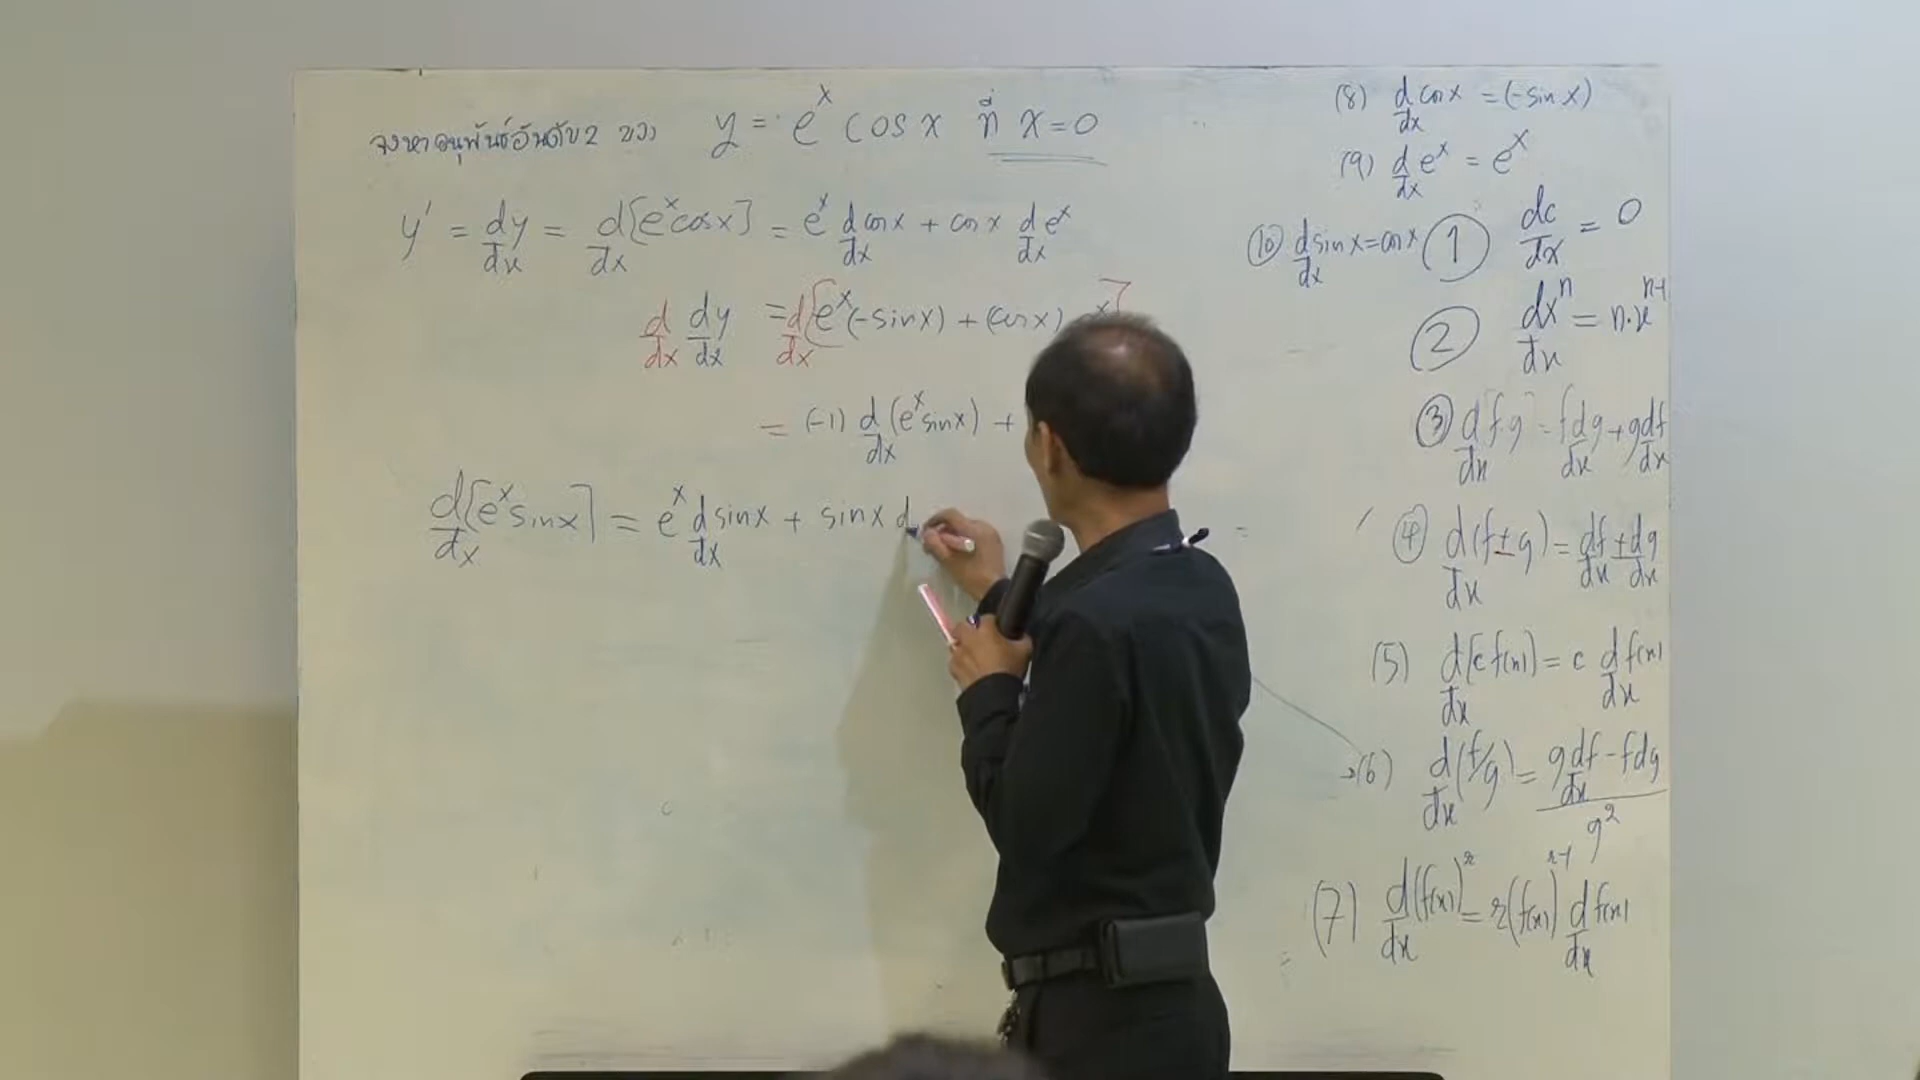 จงหาอนุพันธ์อันดับ 2 ของ y = e^x cos x ที่ x = 0
y' = dy/dx = d/dx [e^x cos x] = e^x d/dx cos x + cos x d/dx e^x
d/dx dy/dx = d/dx [e^x (-sin x) + (cos x) e^x]
= (-1) d/dx (e^x sin x) +
d/dx [e^x sin x] = e^x d/dx sin x + sin x d
(8) d/dx cos x = (-sin x)
(9) d/dx e^x = e^x
(10) d/dx sin x = cos x
(1) dc/dx = 0
(2) dx^n/dx = n·x^n-1
(3) d/dx [f·g] = f dg/dx + g df/dx
(4) d/dx (f ± g) = df/dx ± dg/dx
(5) d/dx [c f(x)] = c d/dx f(x)
→(6) d/dx (f/g) = (g df/dx - f dg)/g^2
(7) d/dx (f(x))^r = r (f(x))^r-1 d/dx f(x)